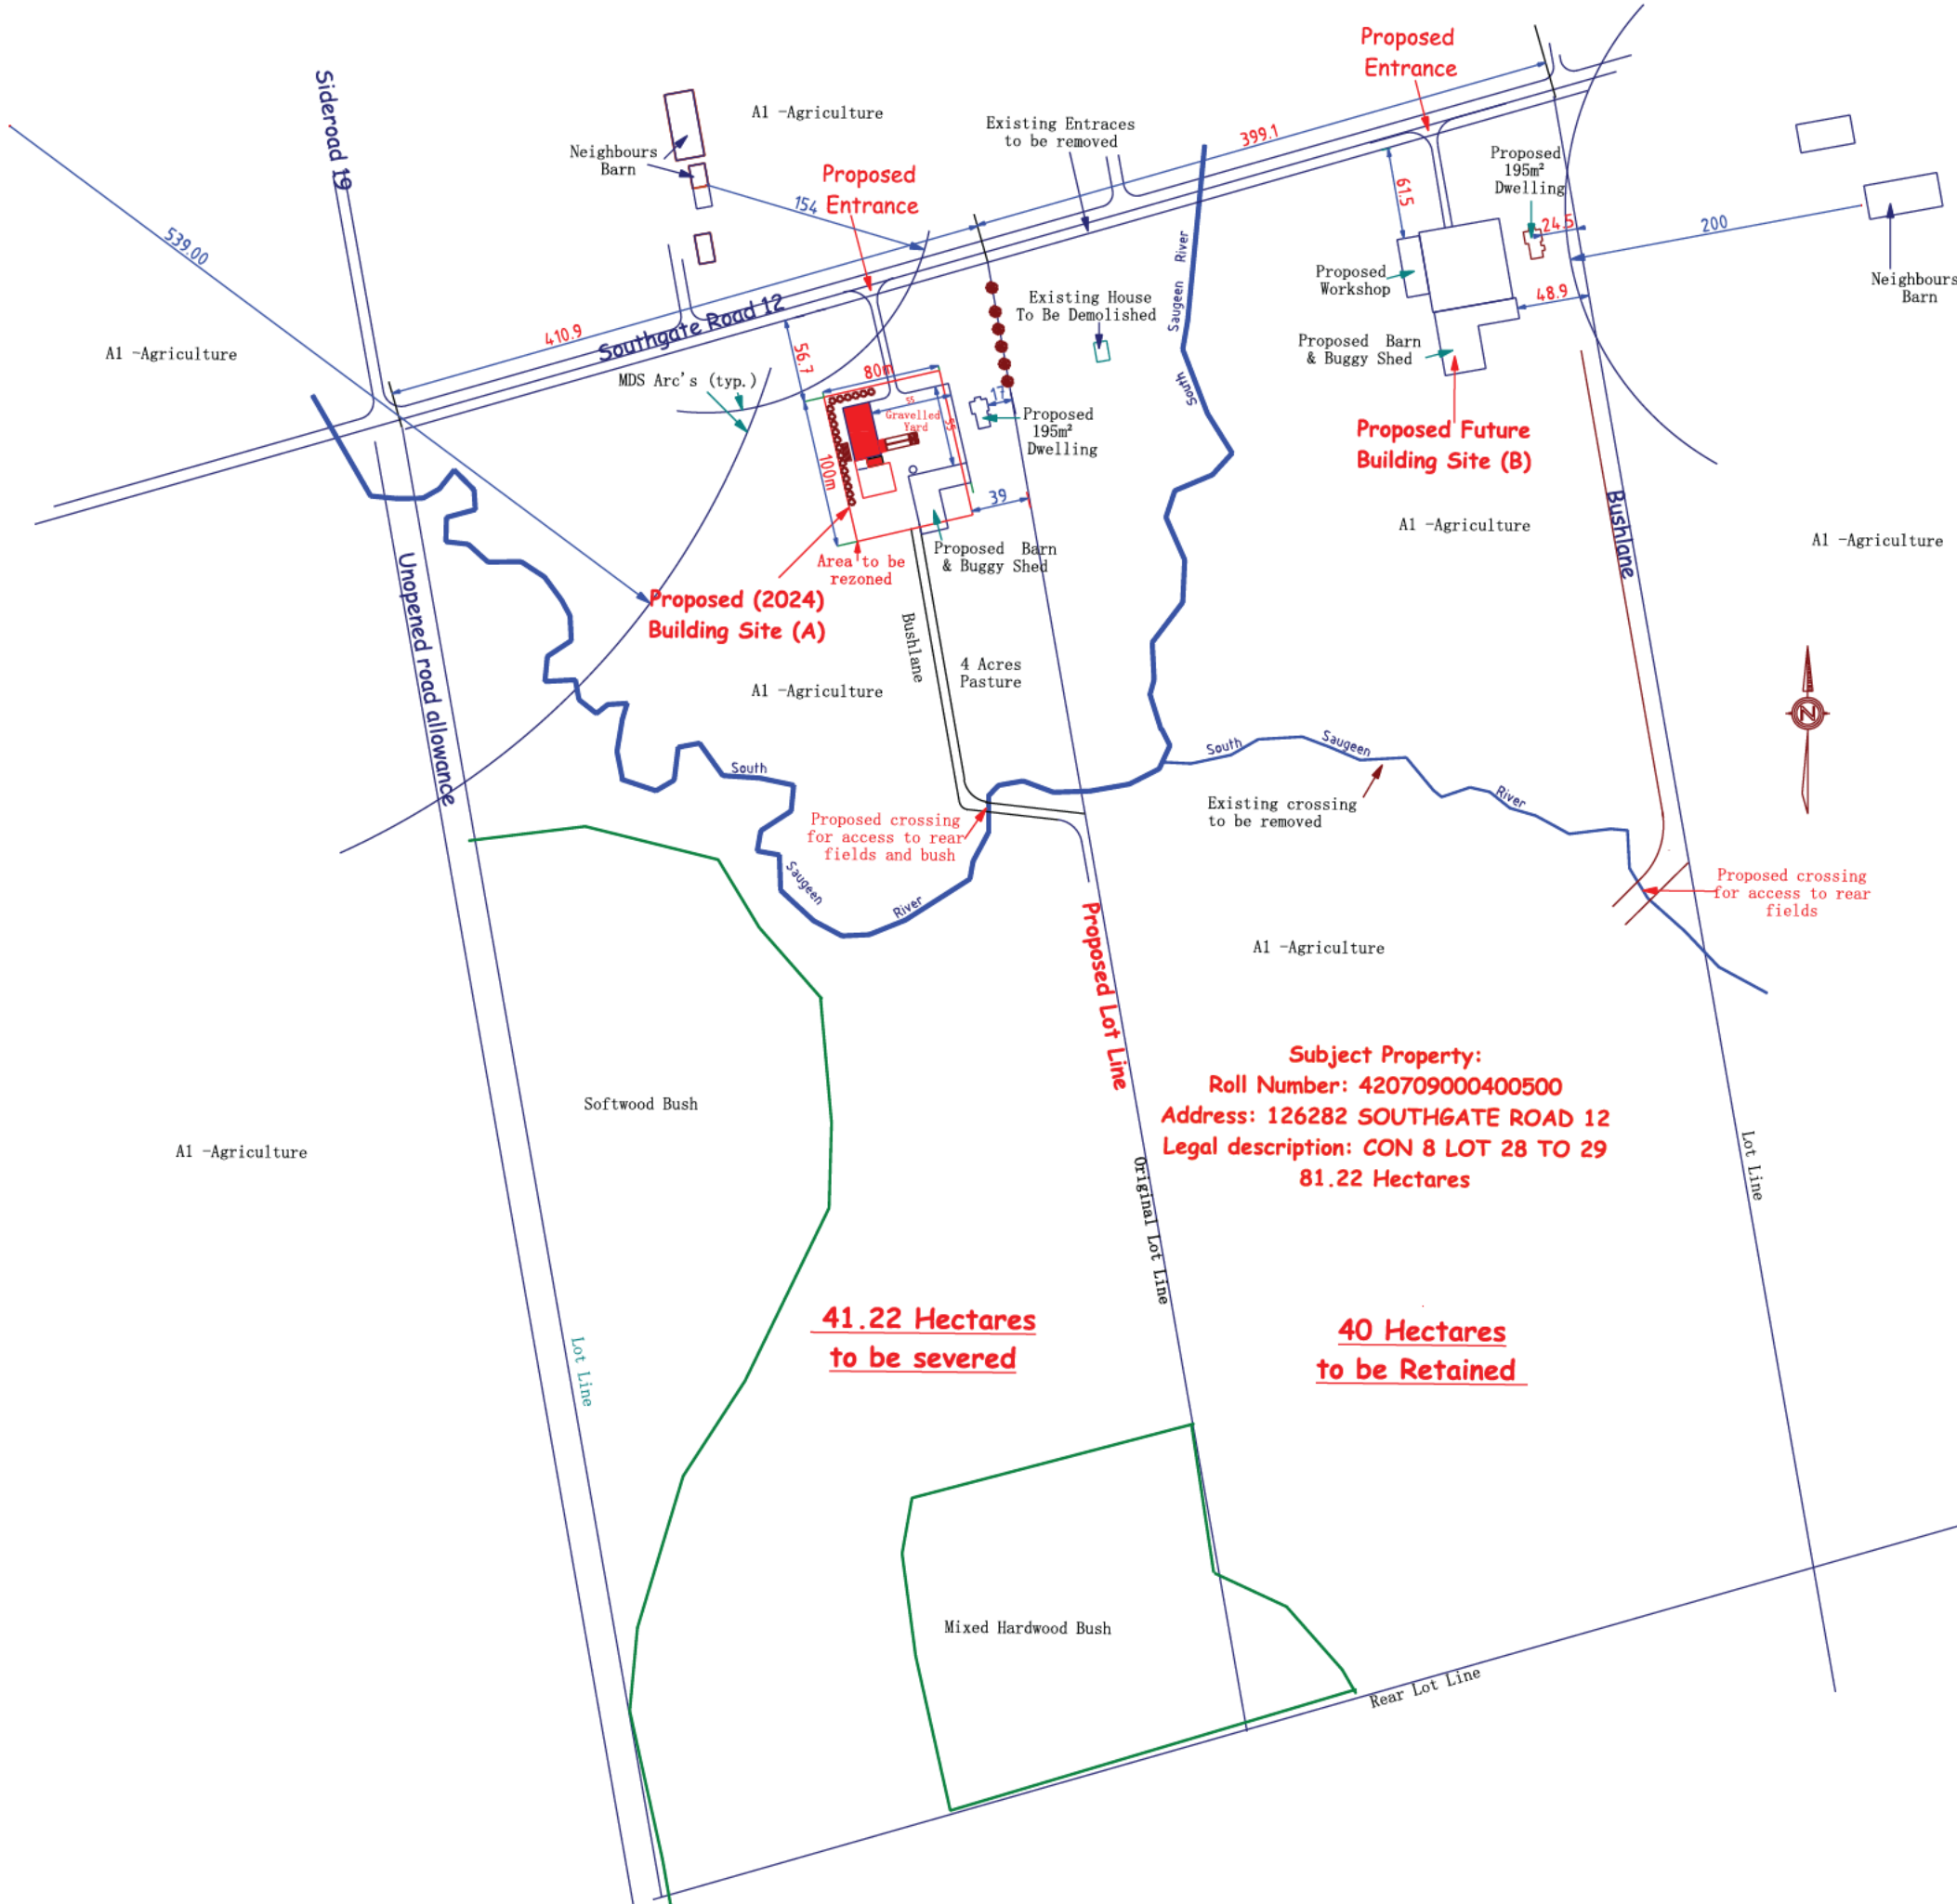 Proposed
Entrance
Sideroad 19
A1 -Agriculture
Existing Entraces
to be removed
399.1
Neighbours
Barn
Proposed
Entrance
154
Proposed
195m²
Dwelling
61.5
24.5
200
539.00
South Saugeen River
Proposed
Workshop
Neighbours
Barn
48.9
Existing House
To Be Demolished
410.9
Southgate Road 12
56.7
A1 -Agriculture
Proposed Barn
& Buggy Shed
MDS Arc's (typ.)
80m
17
55
Gravelled
Yard
55
Proposed
195m²
Dwelling
Proposed Future
Building Site (B)
100m
39
Bushlane
A1 -Agriculture
A1 -Agriculture
Proposed Barn
& Buggy Shed
Area to be
rezoned
Unopened road allowance
Proposed (2024)
Building Site (A)
Bushlane
4 Acres
Pasture
A1 -Agriculture
N
South Saugeen River
South Saugeen River
Existing crossing
to be removed
Proposed crossing
for access to rear
fields and bush
Proposed crossing
for access to rear
fields
Proposed Lot Line
A1 -Agriculture
Subject Property:
Roll Number: 420709000400500
Address: 126282 SOUTHGATE ROAD 12
Legal description: CON 8 LOT 28 TO 29
81.22 Hectares
Softwood Bush
A1 -Agriculture
Lot Line
Original Lot Line
41.22 Hectares
to be severed
40 Hectares
to be Retained
Lot Line
Mixed Hardwood Bush
Rear Lot Line